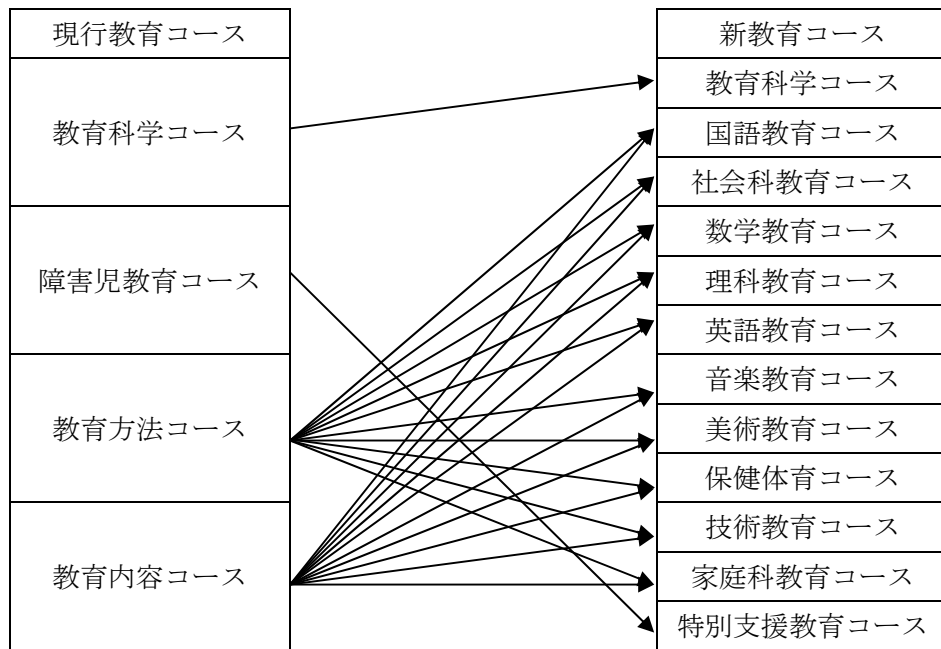 現行教育コース
教育科学コース
障害児教育コース
教育方法コース
教育内容コース
新教育コース
教育科学コース
国語教育コース
社会科教育コース
数学教育コース
理科教育コース
英語教育コース
音楽教育コース
美術教育コース
保健体育コース
技術教育コース
家庭科教育コース
特別支援教育コース